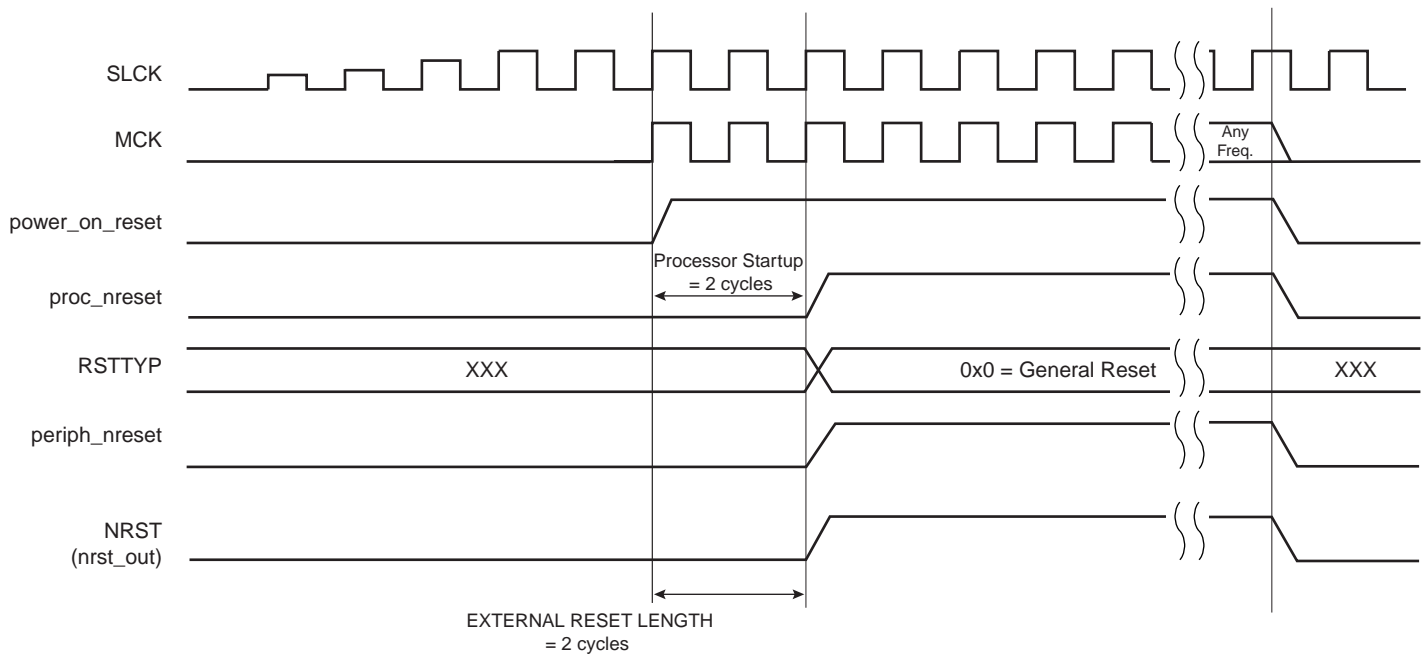 SLCK
MCK
Any
Freq.
power_on_reset
Processor Startup
= 2 cycles
proc_nreset
RSTTYP
XXX
0x0 = General Reset
XXX
periph_nreset
NRST
(nrst_out)
EXTERNAL RESET LENGTH
= 2 cycles